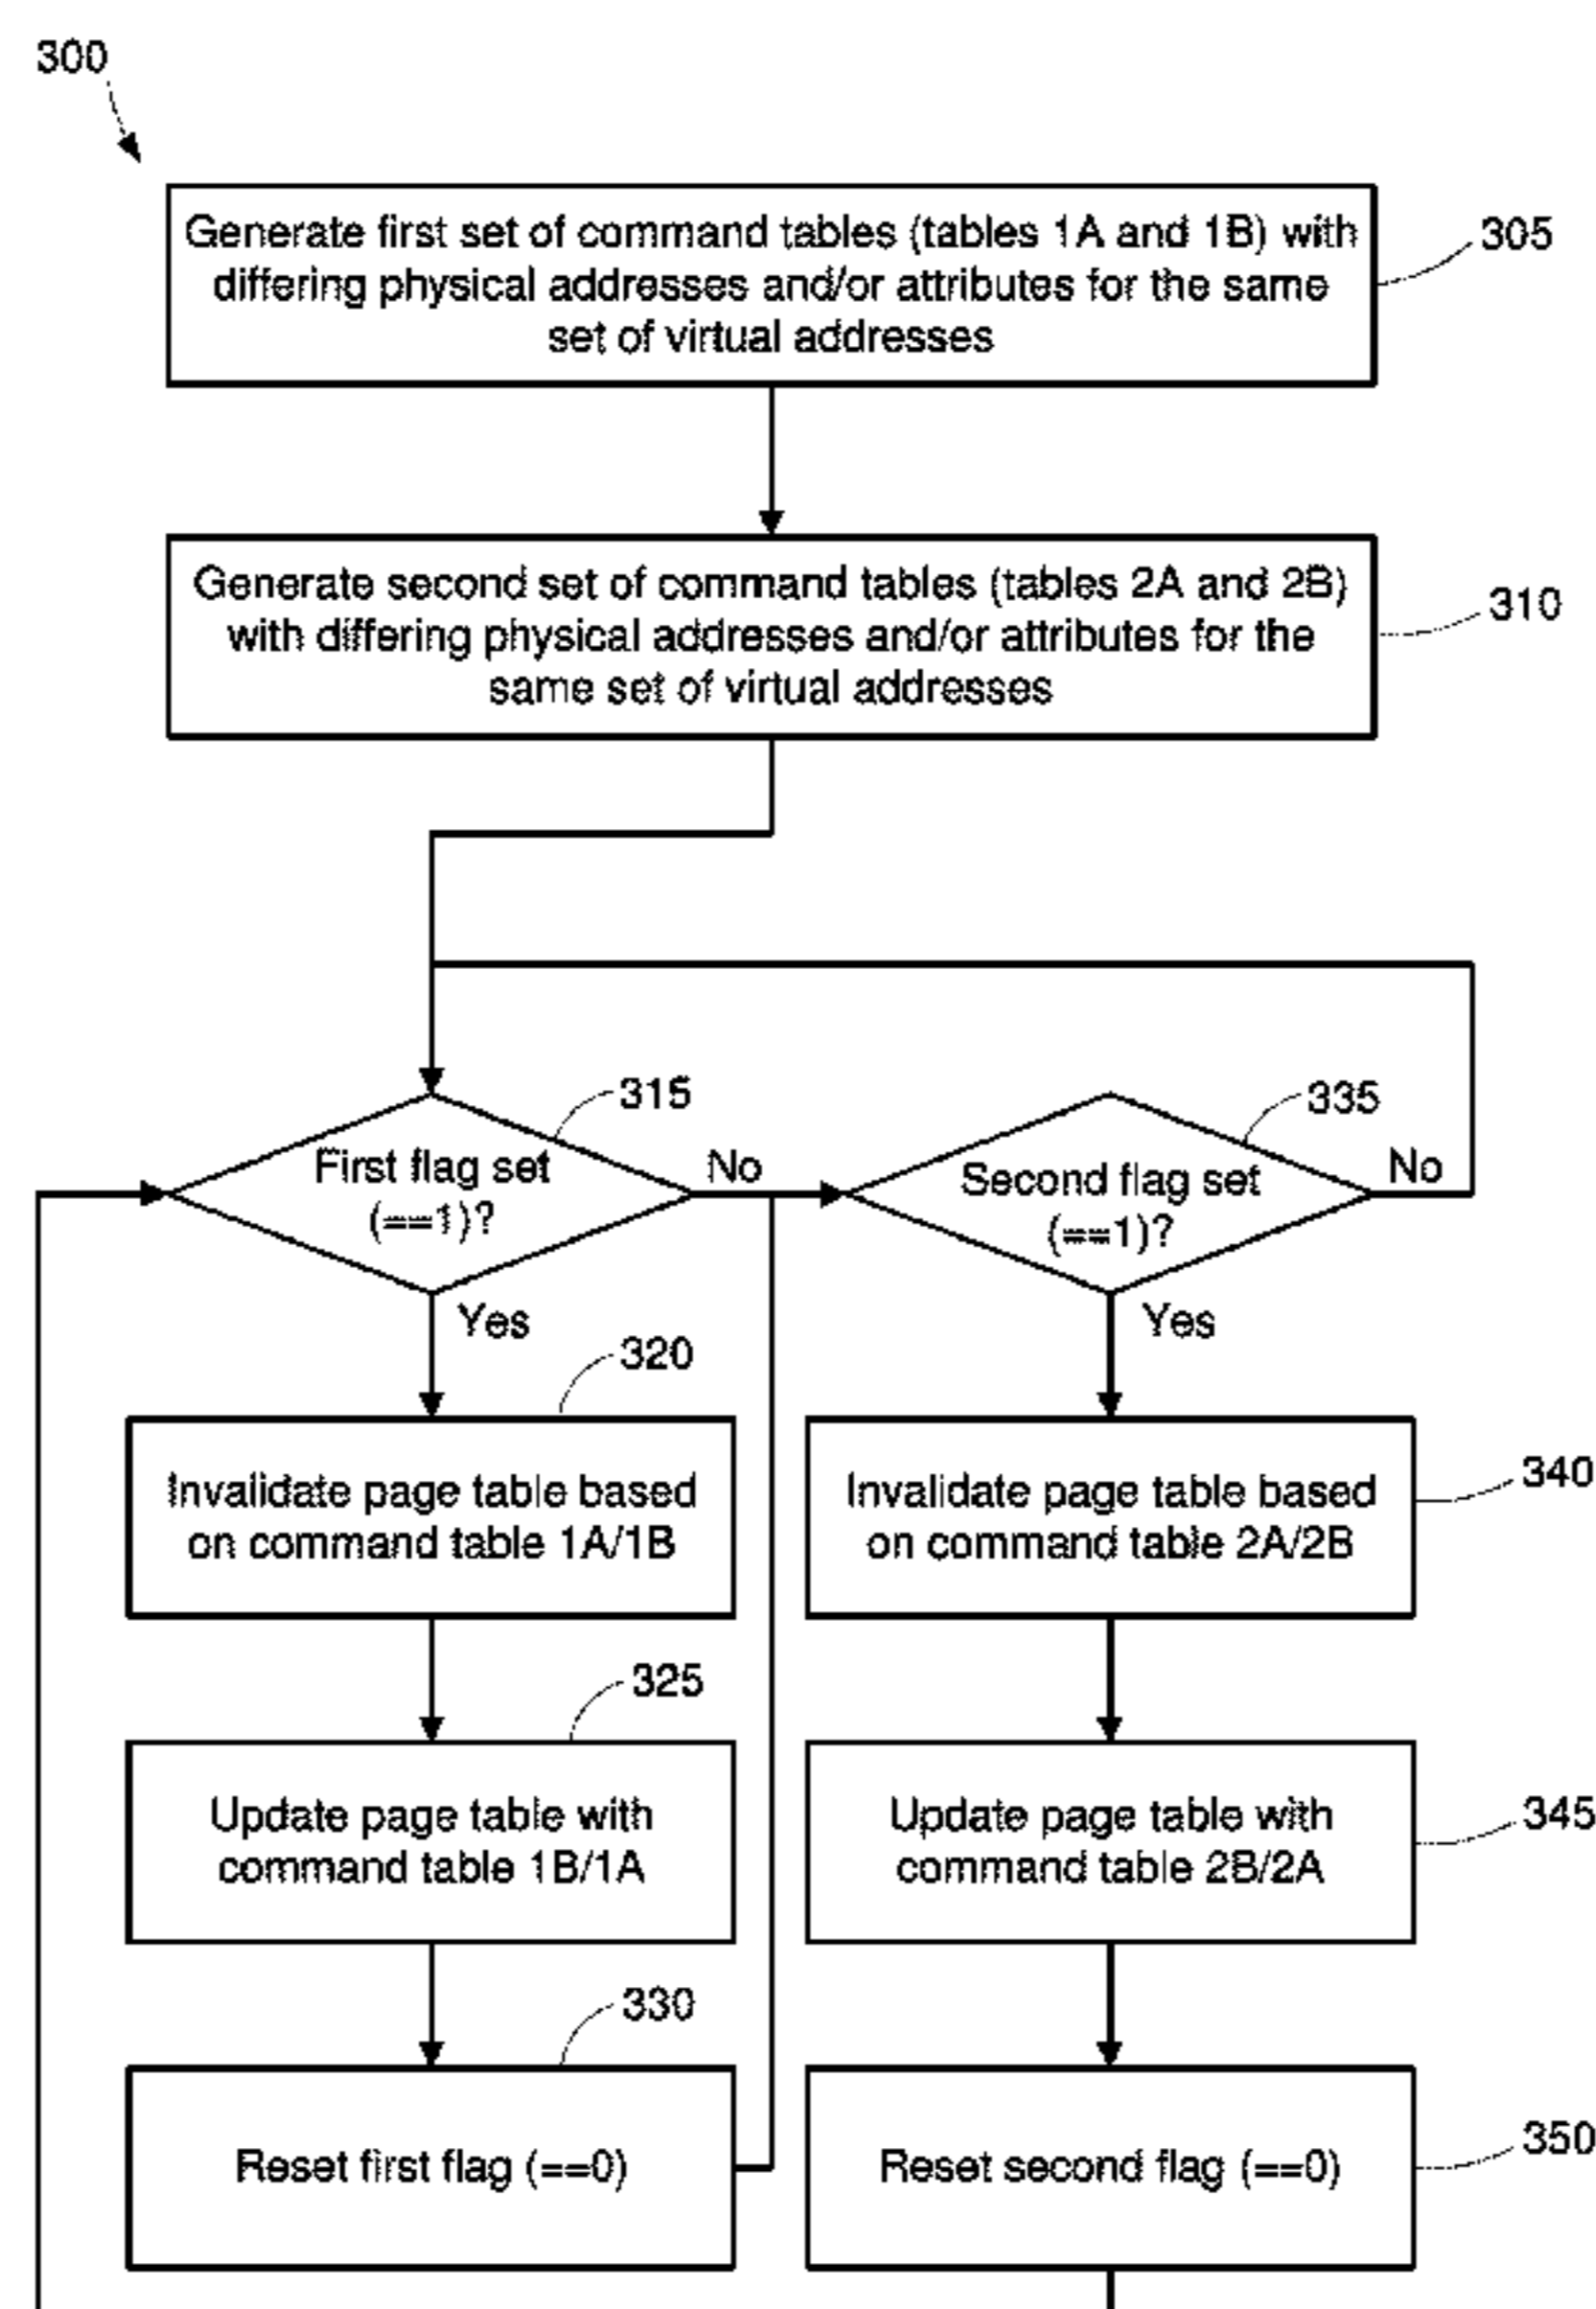 300
Generate first set of command tables (tables 1A and 1B) with
differing physical addresses and/or attributes for the same
set of virtual addresses
305
Generate second set of command tables (tables 2A and 2B)
with differing physical addresses and/or attributes for the
same set of virtual addresses
310
315
First flag set
(==1)?
No
Yes
335
Second flag set
(==1)?
No
Yes
320
Invalidate page table based
on command table 1A/1B
340
Invalidate page table based
on command table 2A/2B
325
Update page table with
command table 1B/1A
345
Update page table with
command table 2B/2A
330
Reset first flag (==0)
350
Reset second flag (==0)